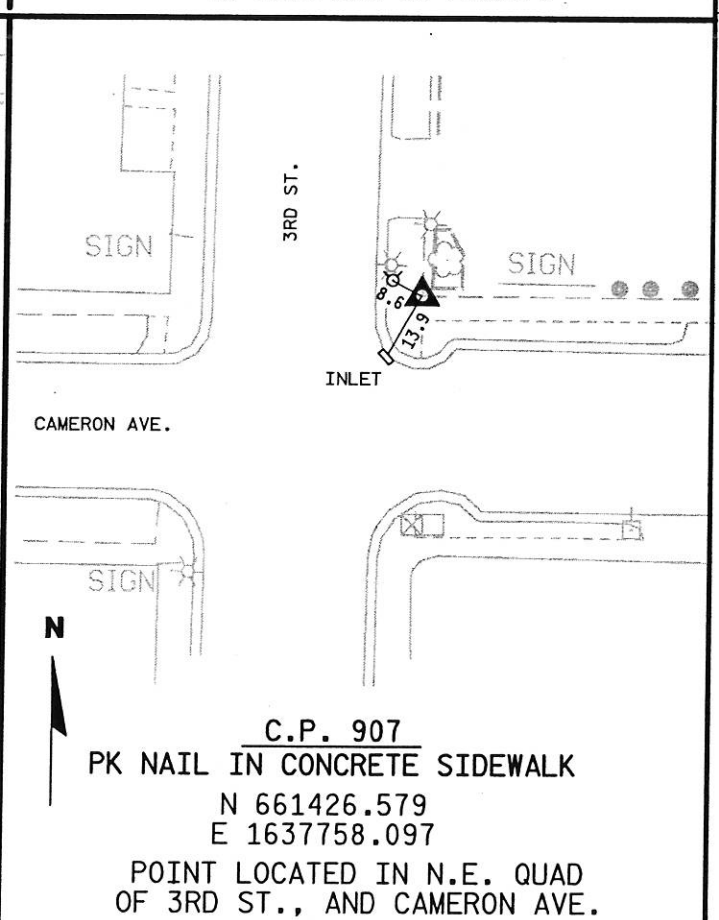 3RD ST.
SIGN
SIGN
8.6
13.9
INLET
CAMERON AVE.
SIGN
N
C.P. 907
PK NAIL IN CONCRETE SIDEWALK
N 661426.579
E 1637758.097
POINT LOCATED IN N.E. QUAD
OF 3RD ST., AND CAMERON AVE.